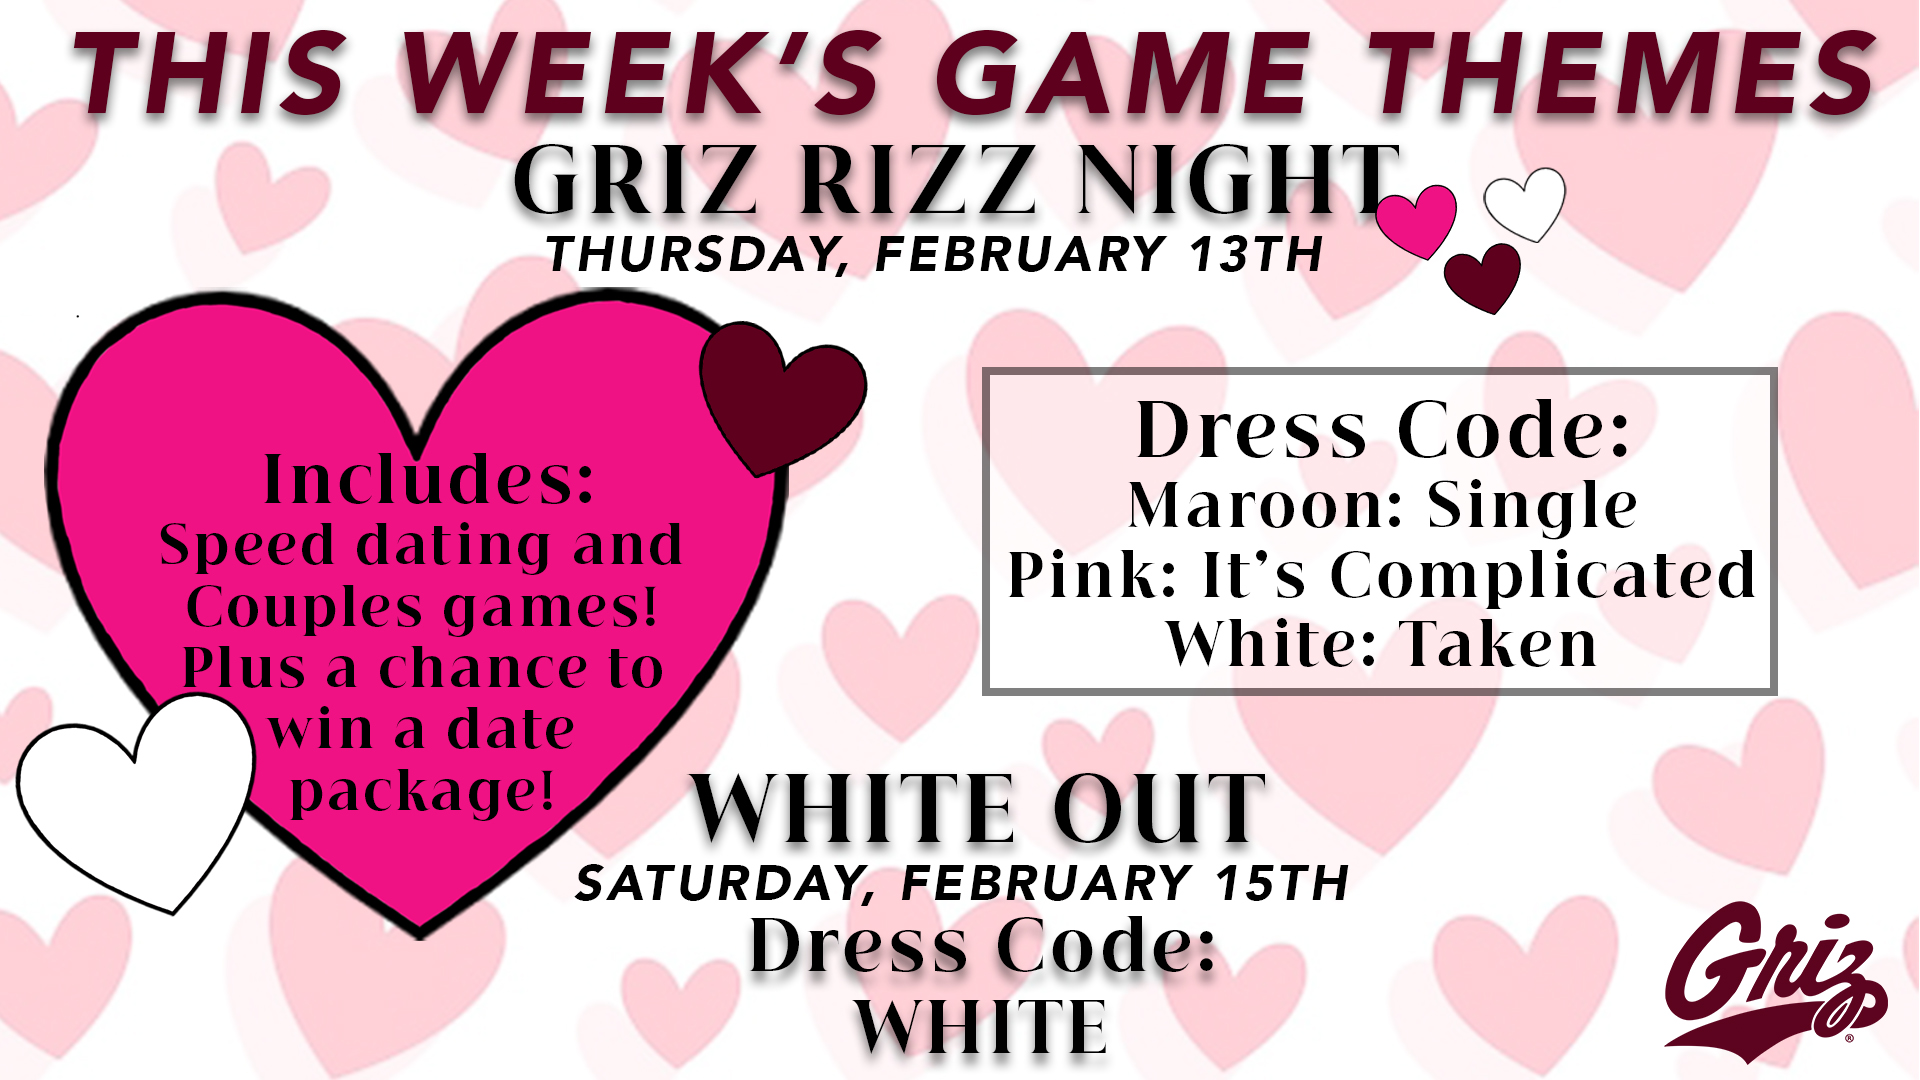 THIS WEEK'S GAME THEMES
GRIZ RIZZ NIGHT
THURSDAY, FEBRUARY 13TH
Includes:
Speed dating and
Couples games!
Plus a chance to
win a date
package!
Dress Code:
Maroon: Single
Pink: It's Complicated
White: Taken
WHITE OUT
SATURDAY, FEBRUARY 15TH
Dress Code:
WHITE
Griz
®